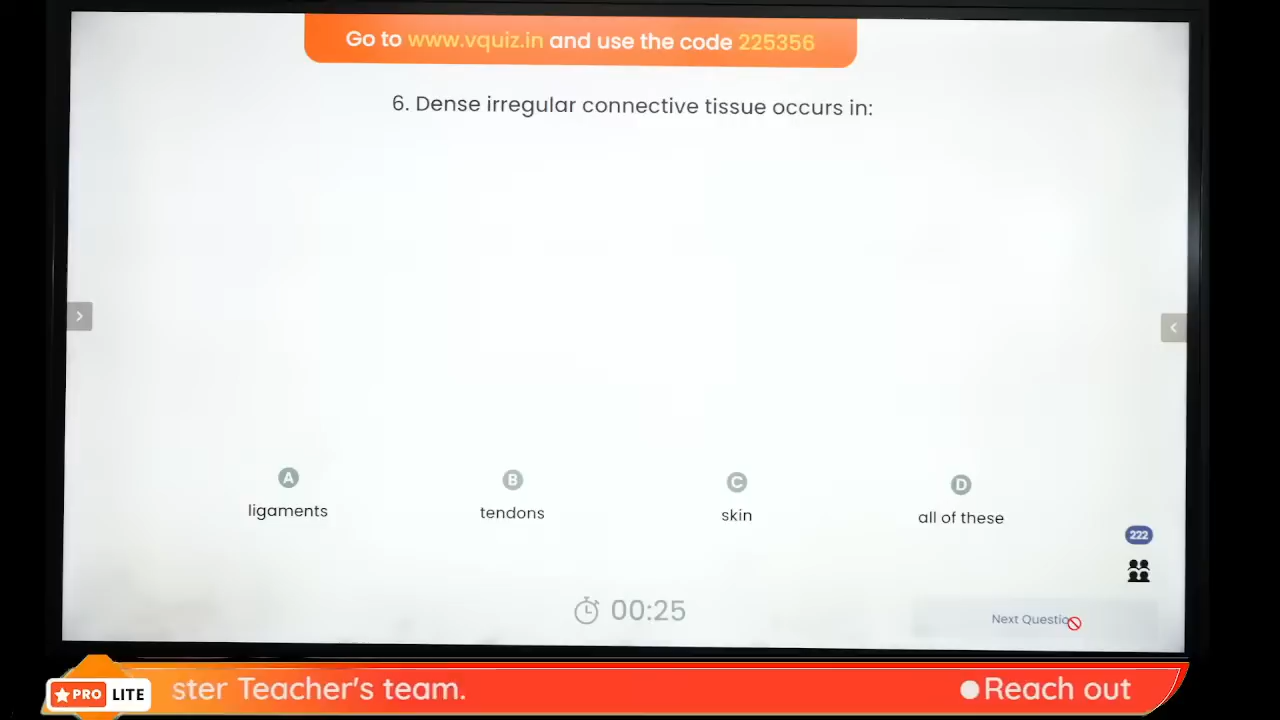 Go to www.vquiz.in and use the code 225356
6. Dense irregular connective tissue occurs in:
A
ligaments
B
tendons
C
skin
D
all of these
222
00:25
Next Questio
PRO LITE
ster Teacher's team.
Reach out